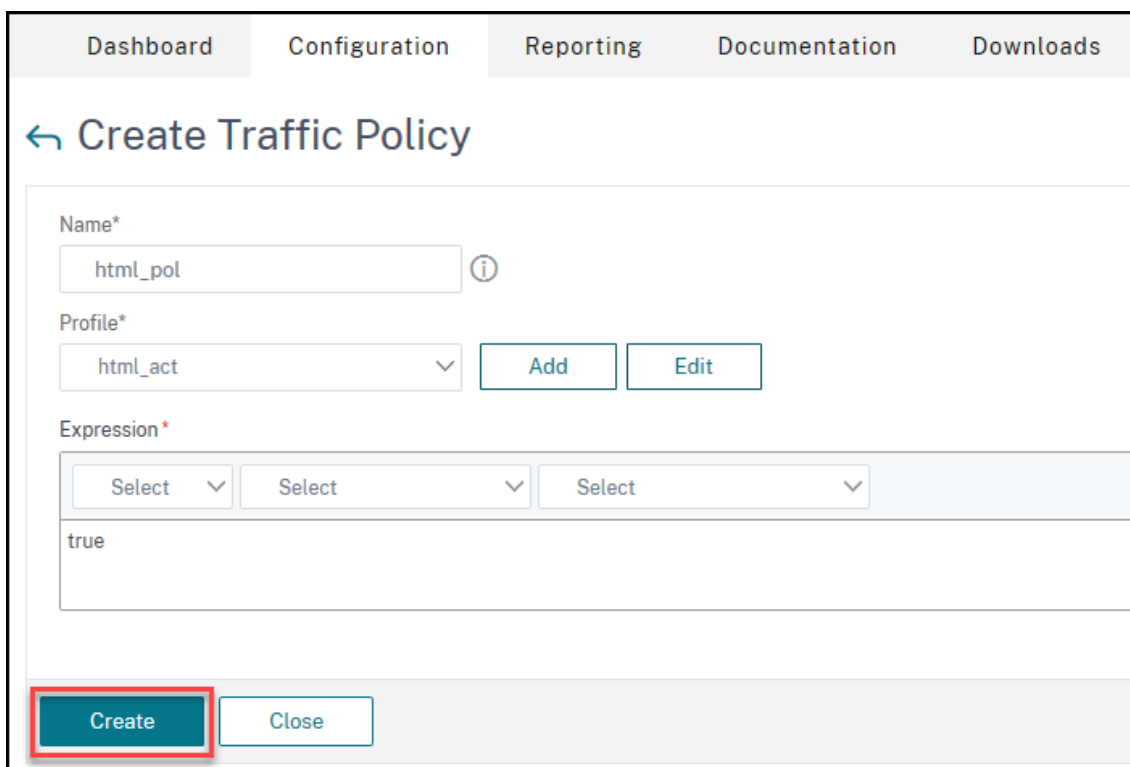 Dashboard Configuration Reporting Documentation Downloads
Create Traffic Policy
Name*
html_pol
Profile*
html_act Add Edit
Expression*
Select Select Select
true
Create Close